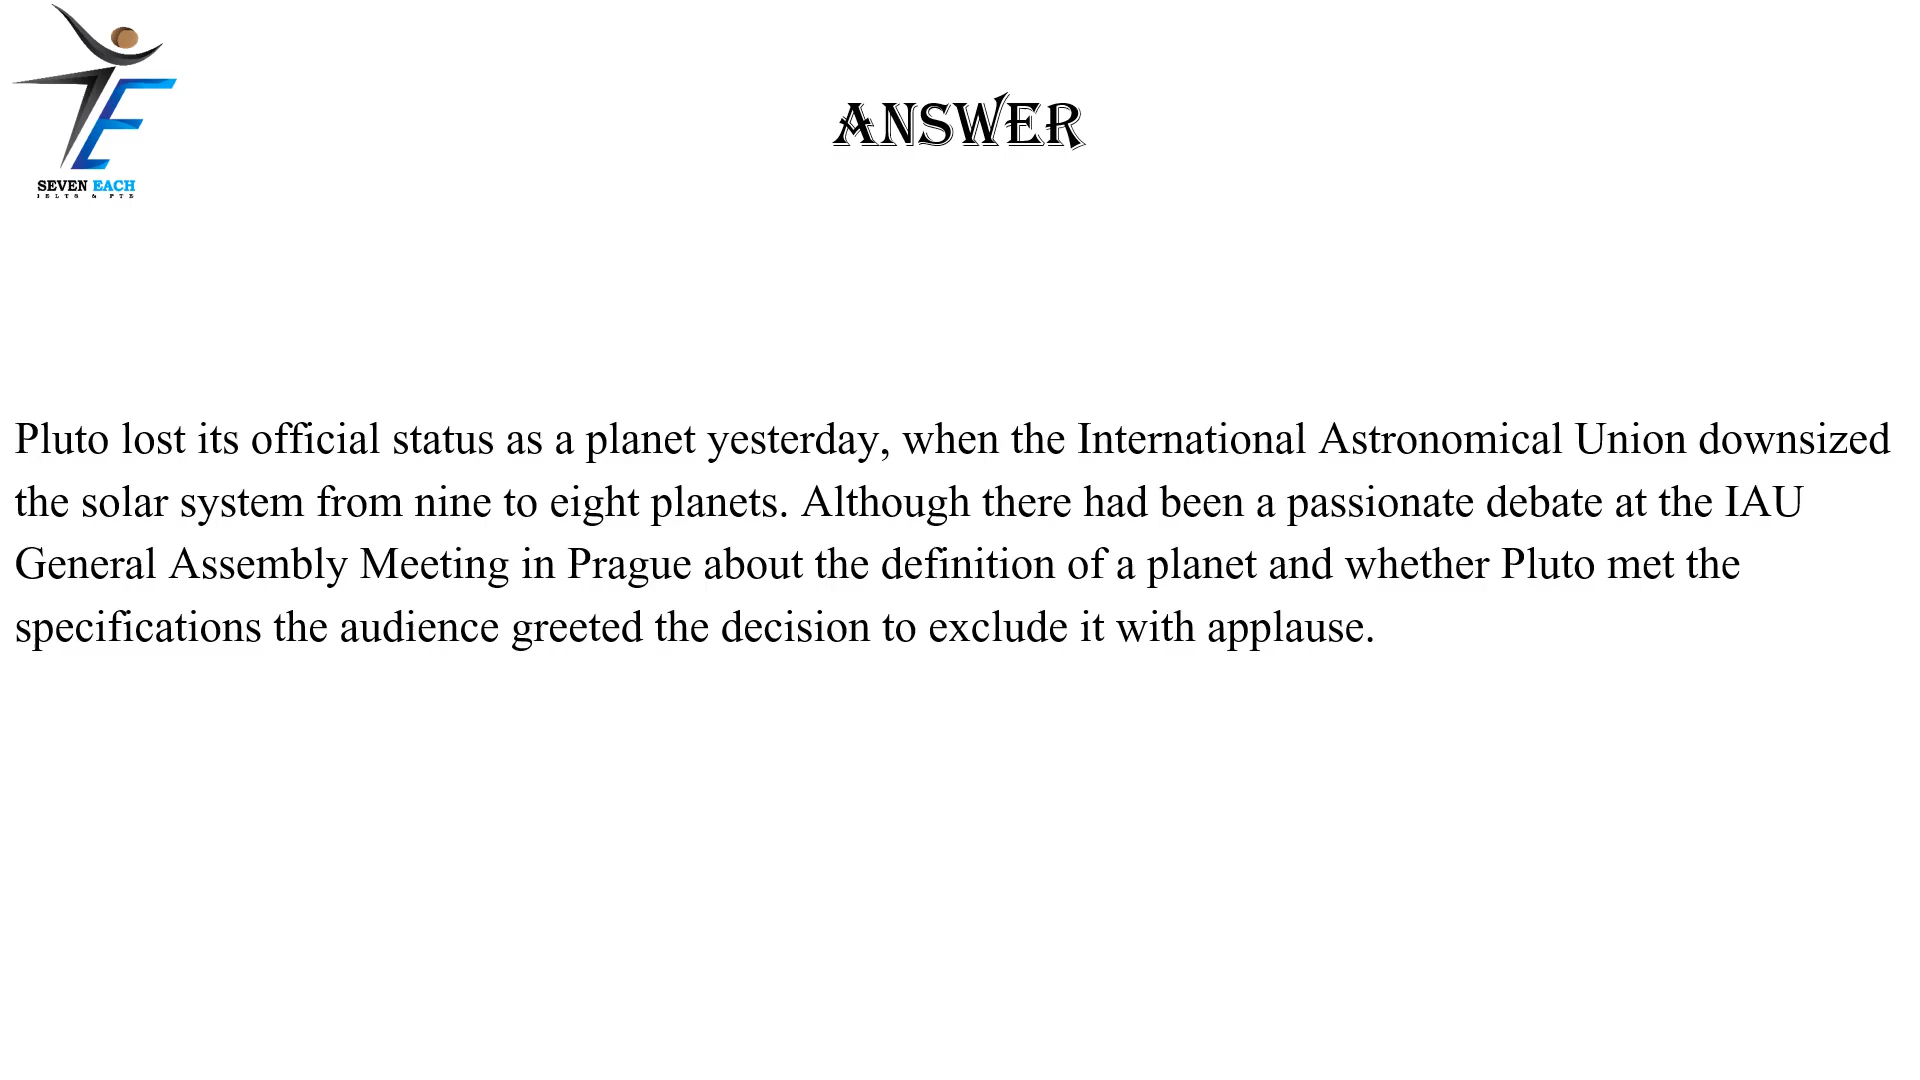 SEVEN EACH
IELTS & PTE
ANSWER
Pluto lost its official status as a planet yesterday, when the International Astronomical Union downsized
the solar system from nine to eight planets. Although there had been a passionate debate at the IAU
General Assembly Meeting in Prague about the definition of a planet and whether Pluto met the
specifications the audience greeted the decision to exclude it with applause.